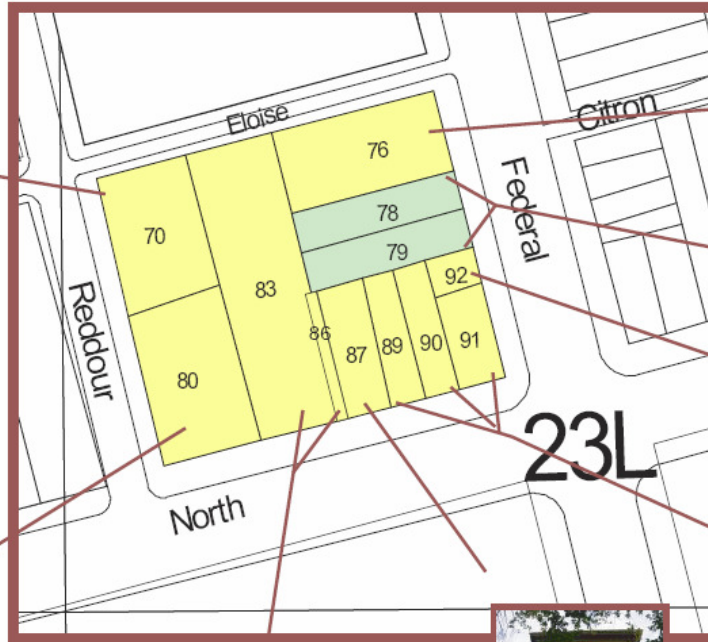 Eloise
Citron
76
Federal
70
78
79
83
92
Reddour
86
87
89
90
91
80
23L
North